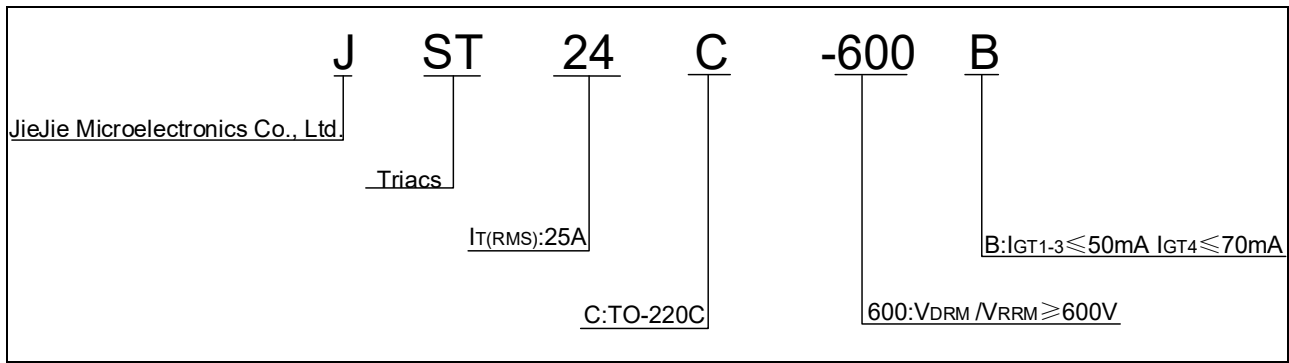 J ST 24 C -600 B
JieJie Microelectronics Co., Ltd.
Triacs
IT(RMS):25A
B:IGT1-3≤50mA IGT4≤70mA
C:TO-220C
600:VDRM /VRRM≥600V